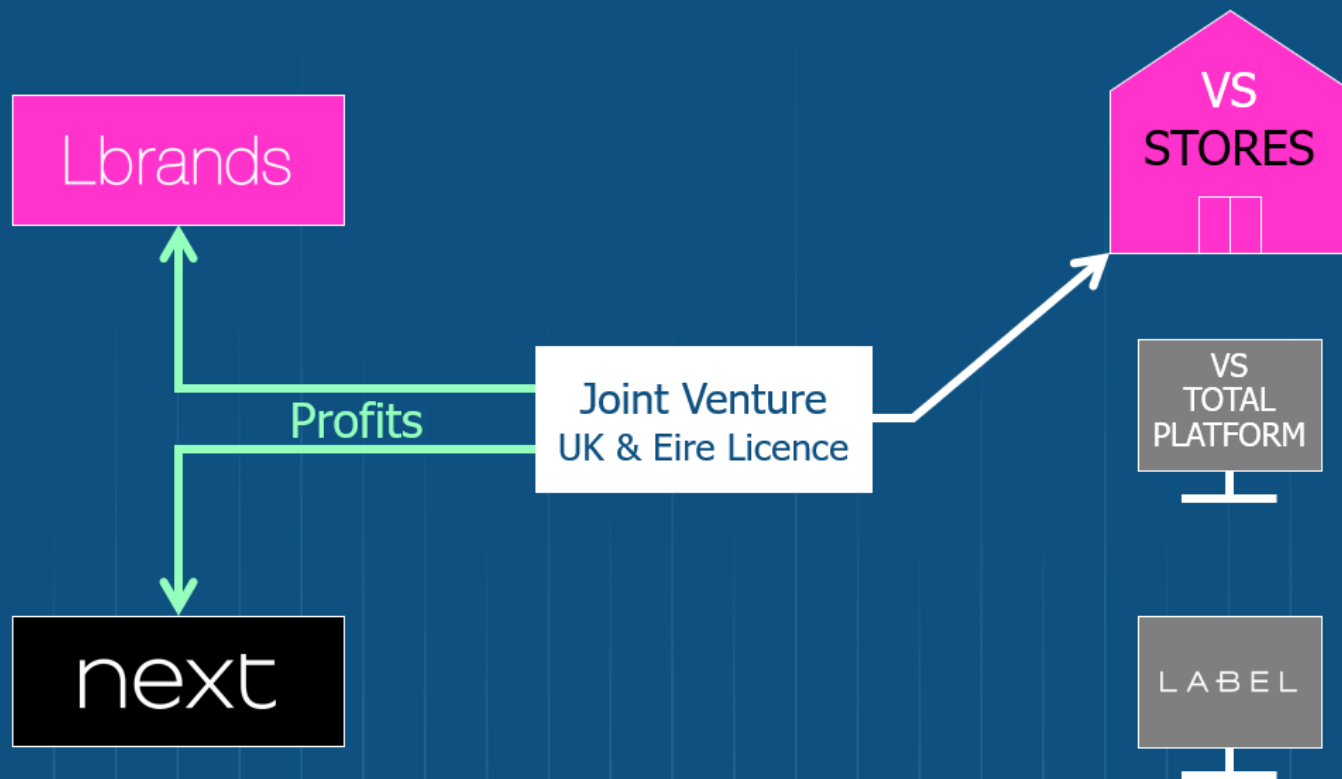 Lbrands
VS
STORES
Profits
Joint Venture
UK & Eire Licence
VS
TOTAL
PLATFORM
next
LABEL